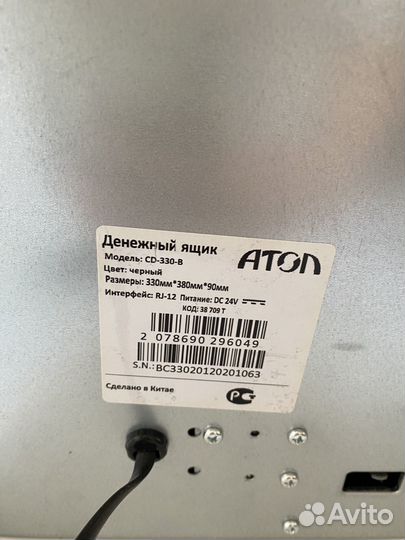 Денежный ящик
АТОЛ
Модель: CD-330-B
Цвет: черный
Размеры: 330мм*380мм*90мм
Интерфейс: RJ-12 Питание: DC 24V
КОД: 38 709 Т
2 078690 296049
S.N.:BC33020120201063
Сделано в Китае
РС
Avito